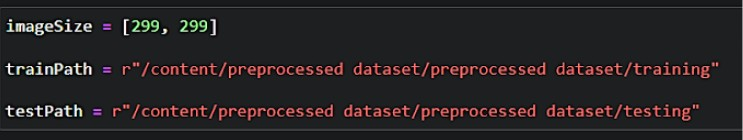 imageSize = [299, 299]
trainPath = r"/content/preprocessed dataset/preprocessed dataset/training"
testPath = r"/content/preprocessed dataset/preprocessed dataset/testing"